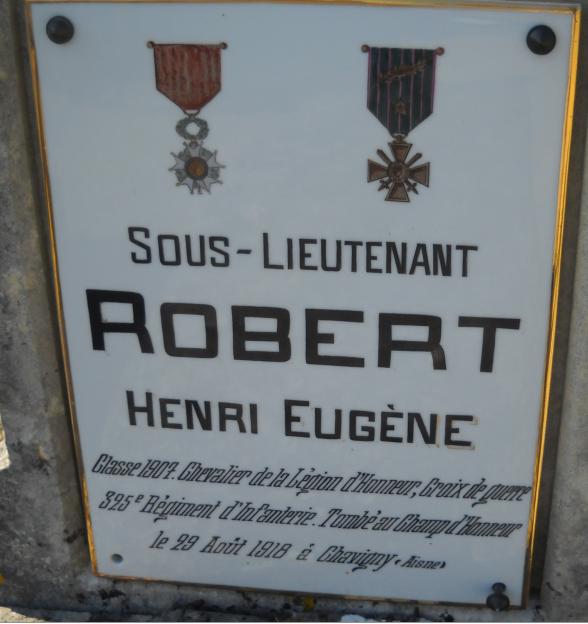 SOUS-LIEUTENANT
ROBERT
HENRI EUGÈNE
Classe 1907. Chevalier de la Légion d'Honneur, Croix de guerre
325e Régiment d'Infanterie. Tombé au Champ d'Honneur
le 29 Août 1918 à Chavigny (Aisne)